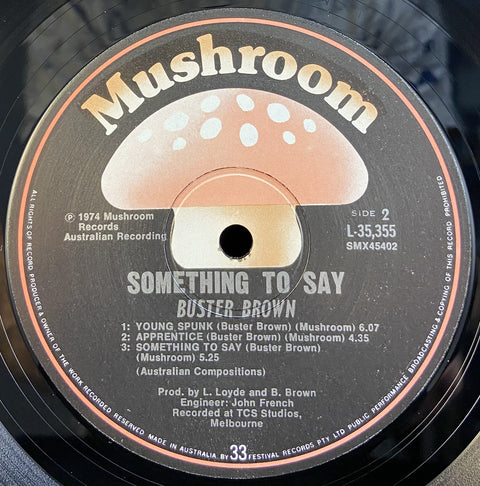 Mushroom
℗ 1974 Mushroom
Records
Australian Recording
SIDE 2
L-35,355
SMX45402
SOMETHING TO SAY
BUSTER BROWN
1: YOUNG SPUNK (Buster Brown) (Mushroom) 6.07
2: APPRENTICE (Buster Brown) (Mushroom) 4.35
3: SOMETHING TO SAY (Buster Brown)
(Mushroom) 5.25
(Australian Compositions)
Prod. by L. Loyde and B. Brown
Engineer: John French
Recorded at TCS Studios,
Melbourne
ALL RIGHTS OF RECORD PRODUCER & OWNER OF THE WORK RECORDED RESERVED MADE IN AUSTRALIA BY 33 FESTIVAL RECORDS PTY LTD PUBLIC PERFORMANCE BROADCASTING & COPYING OF THIS RECORD PROHIBITED